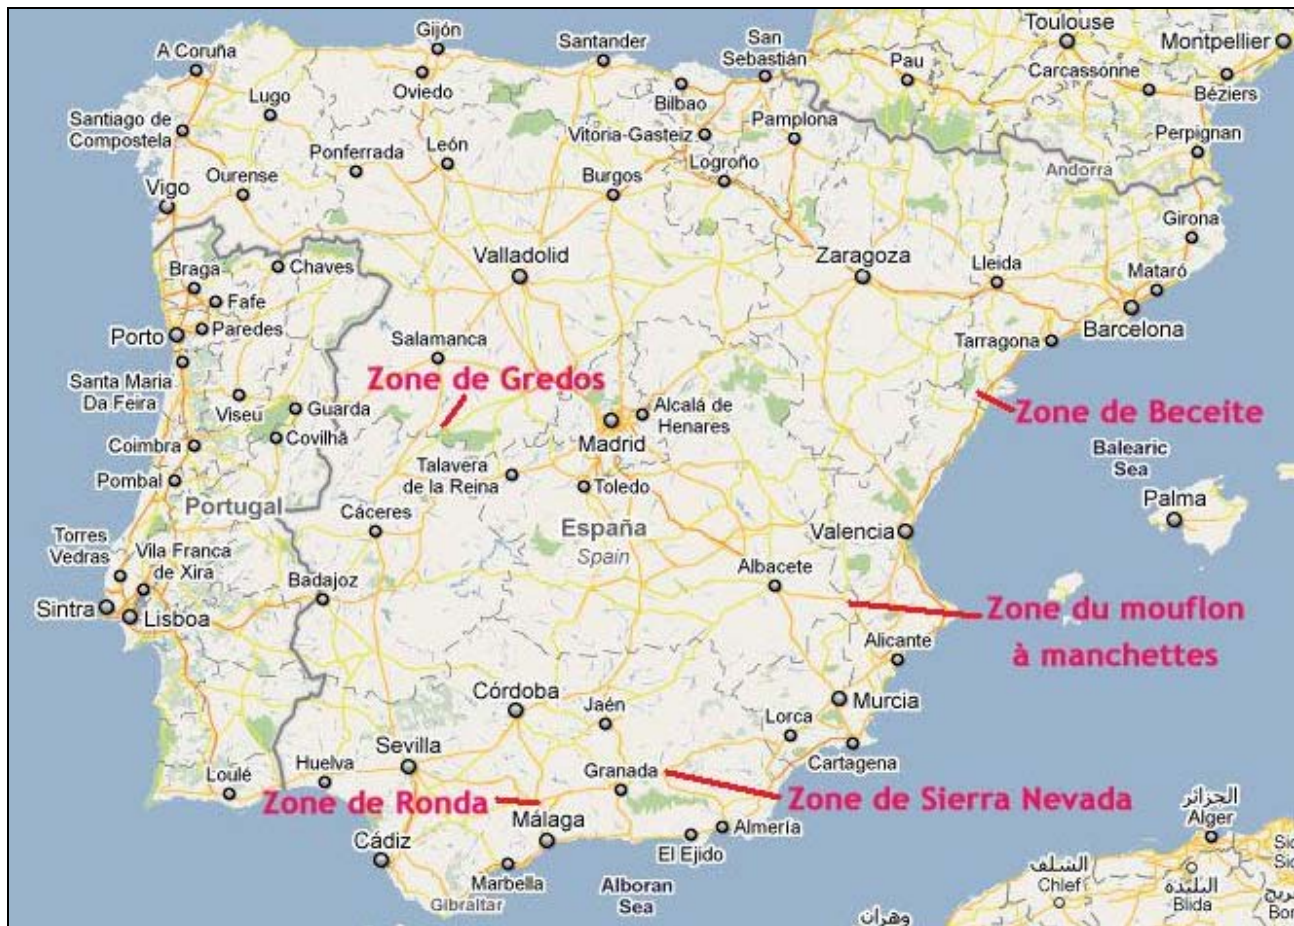 Toulouse
Gijón
A Coruña
Santander
San
Sebastián
Montpellier
Pau
Carcassonne
Oviedo
Lugo
Bilbao
Béziers
Santiago de
Compostela
Vitoria-Gasteiz
Pamplona
Perpignan
León
Ponferrada
Logroño
Andorra
Vigo
Ourense
Burgos
Girona
Valladolid
Zaragoza
Lleida
Mataró
Braga
Chaves
Fafe
Porto
Paredes
Barcelona
Salamanca
Tarragona
Zone de Gredos
Santa Maria
Da Feira
Viseu
Guarda
Alcalá de
Henares
Zone de Beceite
Coimbra
Covilhã
Madrid
Balearic
Sea
Pombal
Talavera
de la Reina
Toledo
Palma
Portugal
Cáceres
España
Spain
Valencia
Torres
Vedras
Vila Franca
de Xira
Badajoz
Albacete
Sintra
Lisboa
Zone du mouflon
à manchettes
Alicante
Córdoba
Jaén
Murcia
Lorca
Sevilla
Cartagena
Huelva
Loulé
Granada
Zone de Ronda
Zone de Sierra Nevada
الجزائر
Alger
Málaga
Almería
Cádiz
El Ejido
Marbella
Gibraltar
Alboran
Sea
الشلف
Chlef
البليدة
Blida
وهران